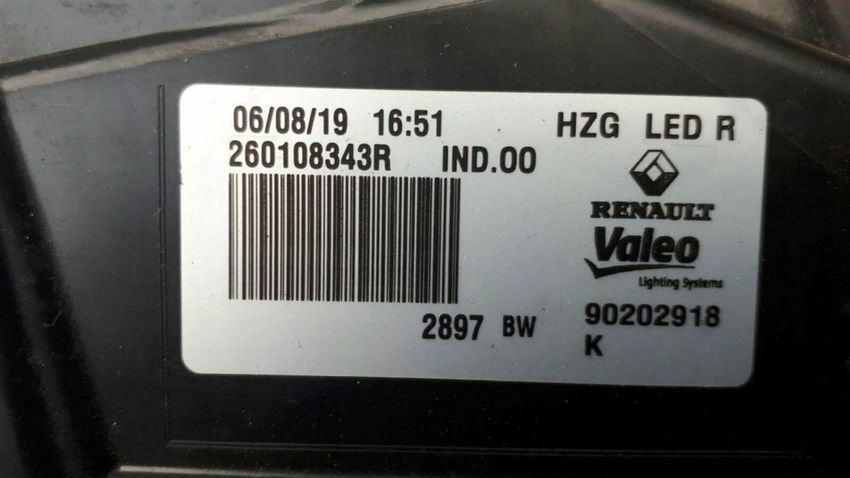 06/08/19 16:51 HZG LED R
260108343R IND.00
RENAULT
Valeo
Lighting Systems
2897 BW 90202918
K